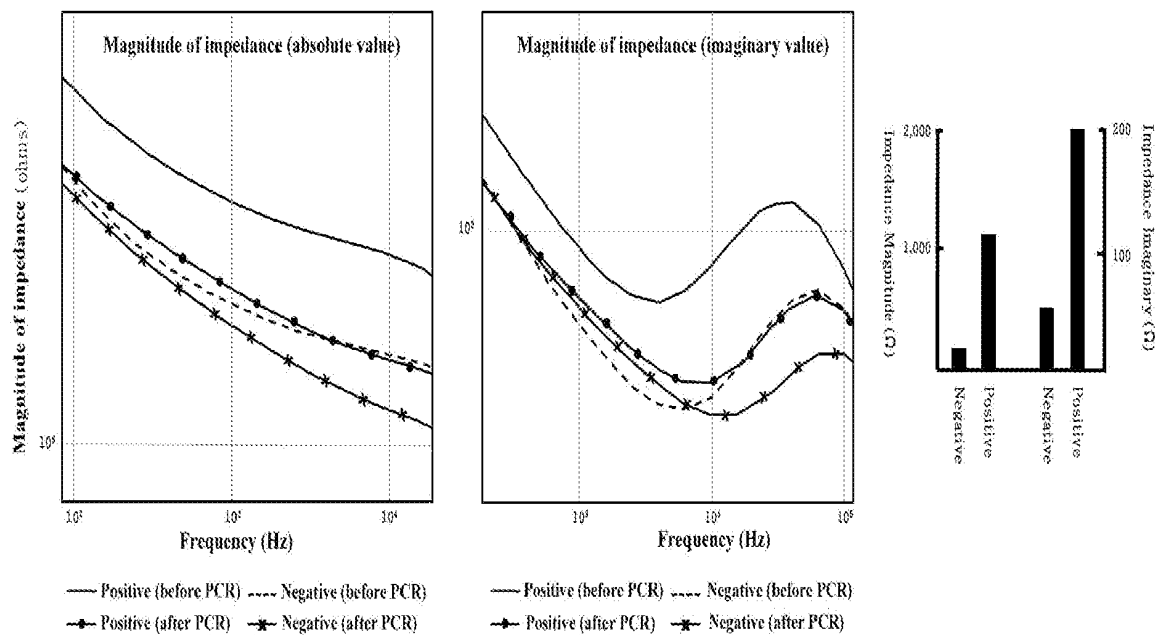 Magnitude of impedance (absolute value)
Magnitude of impedance (imaginary value)
Magnitude of impedance (ohms)
10²
10⁴
Frequency (Hz)
Frequency (Hz)
Positive (before PCR)
Negative (before PCR)
Positive (after PCR)
Negative (after PCR)
Positive (before PCR)
Negative (before PCR)
Positive (after PCR)
Negative (after PCR)
Impedance Magnitude (Ω)
2,000
1,000
Negative
Positive
Negative
Positive
200
100
Impedance Imaginary (Ω)